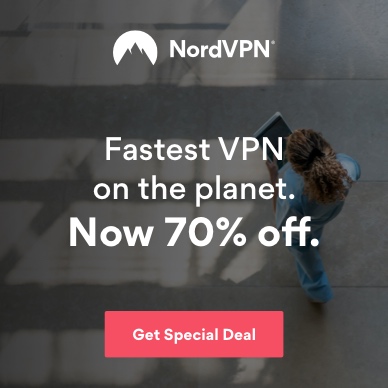 NordVPN®
Fastest VPN
on the planet.
Now 70% off.
Get Special Deal